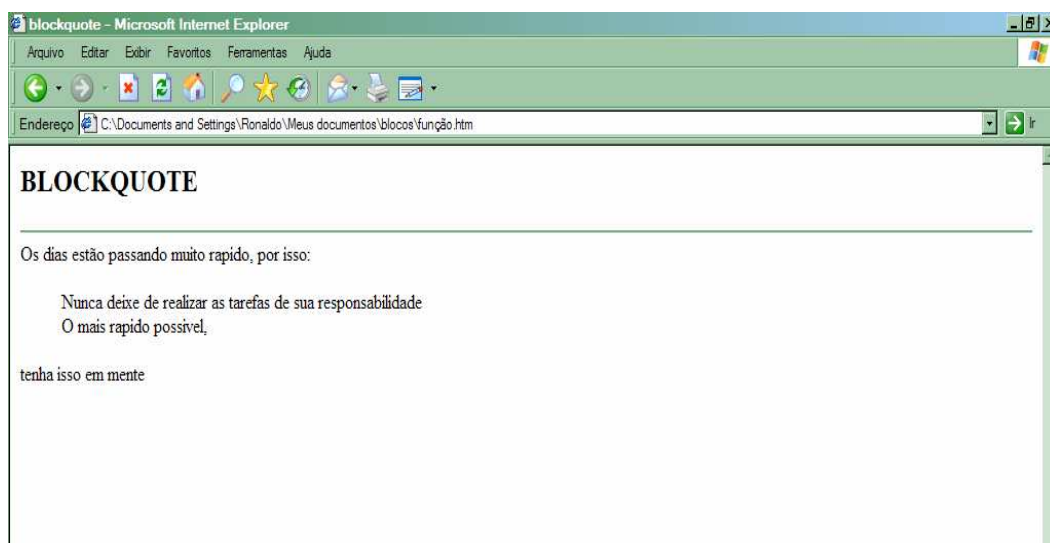 blockquote - Microsoft Internet Explorer
Arquivo Editar Exibir Favoritos Ferramentas Ajuda
Endereço C:\Documents and Settings\Ronaldo\Meus documentos\blocos\função.htm Ir
BLOCKQUOTE
Os dias estão passando muito rapido, por isso:
Nunca deixe de realizar as tarefas de sua responsabilidade
O mais rapido possivel,
tenha isso em mente